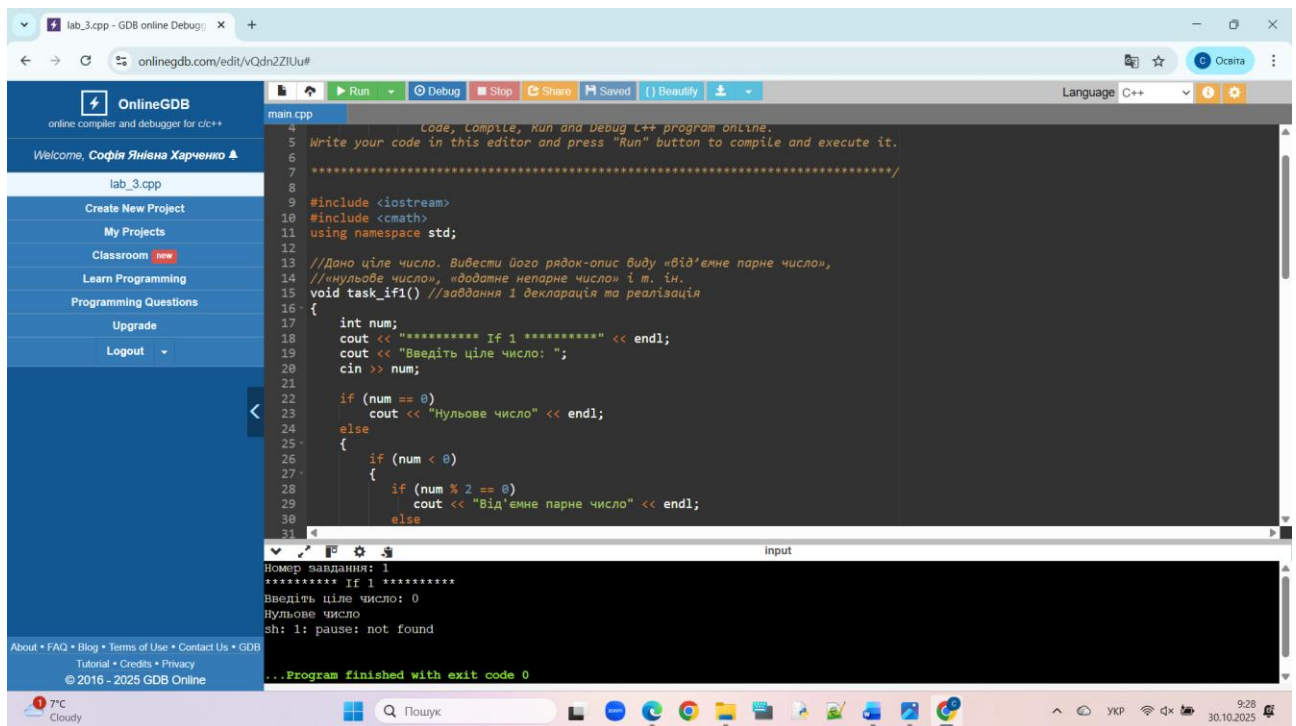 lab_3.cpp - GDB online Debugg
onlinegdb.com/edit/vQdn2ZIUu#
Освіта
OnlineGDB
online compiler and debugger for c/c++
Welcome, Софія Янівна Харченко
lab_3.cpp
Create New Project
My Projects
Classroom new
Learn Programming
Programming Questions
Upgrade
Logout
About • FAQ • Blog • Terms of Use • Contact Us • GDB
Tutorial • Credits • Privacy
© 2016 - 2025 GDB Online
Run Debug Stop Share Saved {} Beautify
Language C++
main.cpp
4 Code, Compile, Run and Debug C++ program online.
5 Write your code in this editor and press "Run" button to compile and execute it.
6
7 *******************************************************************************/
8
9 #include <iostream>
10 #include <cmath>
11 using namespace std;
12
13 //Дано ціле число. Вивести його рядок-опис виду «від’ємне парне число»,
14 //«нульове число», «додатне непарне число» і т. ін.
15 void task_if1() //завдання 1 декларація та реалізація
16 {
17 int num;
18 cout << "********** If 1 **********" << endl;
19 cout << "Введіть ціле число: ";
20 cin >> num;
21
22 if (num == 0)
23 cout << "Нульове число" << endl;
24 else
25 {
26 if (num < 0)
27 {
28 if (num % 2 == 0)
29 cout << "Від'ємне парне число" << endl;
30 else
31
input
Номер завдання: 1
********** If 1 **********
Введіть ціле число: 0
Нульове число
sh: 1: pause: not found
...Program finished with exit code 0
1
7°C
Cloudy
Пошук
zoom
УКР
9:28
30.10.2025